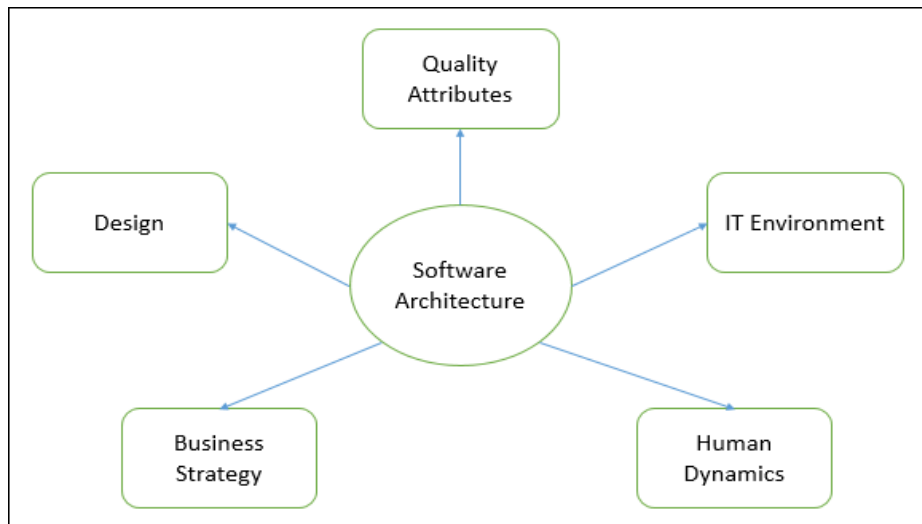 Quality
Attributes
Design
IT Environment
Software
Architecture
Business
Strategy
Human
Dynamics